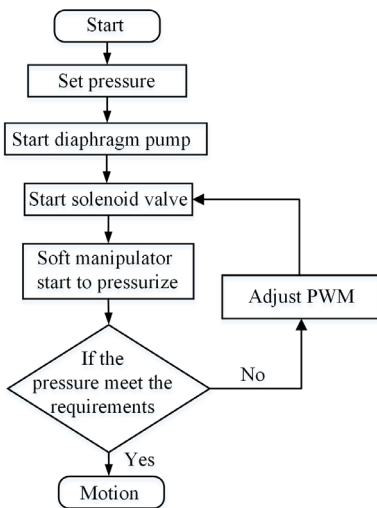 Start
Set pressure
Start diaphragm pump
Start solenoid valve
Soft manipulator
start to pressurize
Adjust PWM
If the
pressure meet the
requirements
No
Yes
Motion